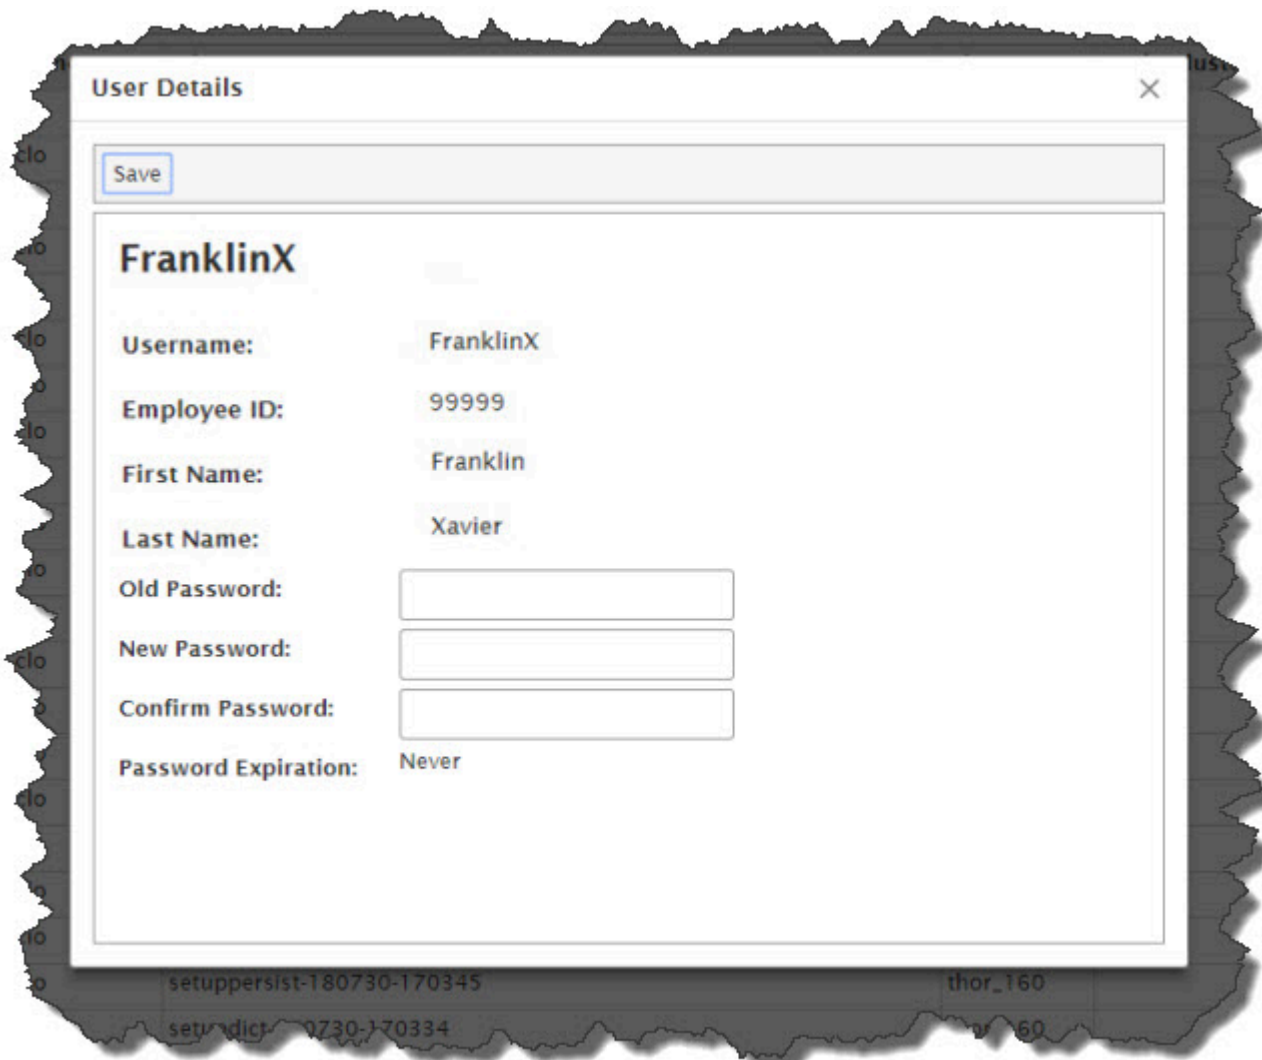 User Details
Save
FranklinX
Username: FranklinX
Employee ID: 99999
First Name: Franklin
Last Name: Xavier
Old Password:
New Password:
Confirm Password:
Password Expiration: Never
setuppersist-180730-170345 thor_160